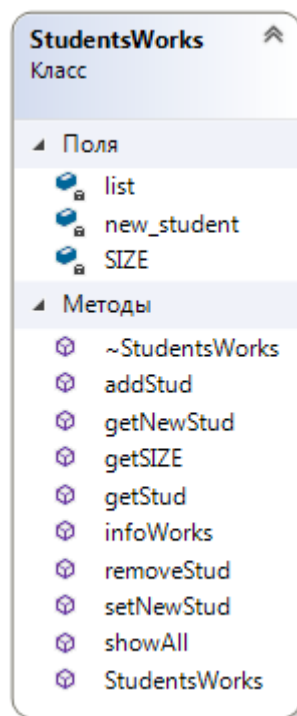 StudentsWorks
Класс
Поля
list
new_student
SIZE
Методы
~StudentsWorks
addStud
getNewStud
getSIZE
getStud
infoWorks
removeStud
setNewStud
showAll
StudentsWorks